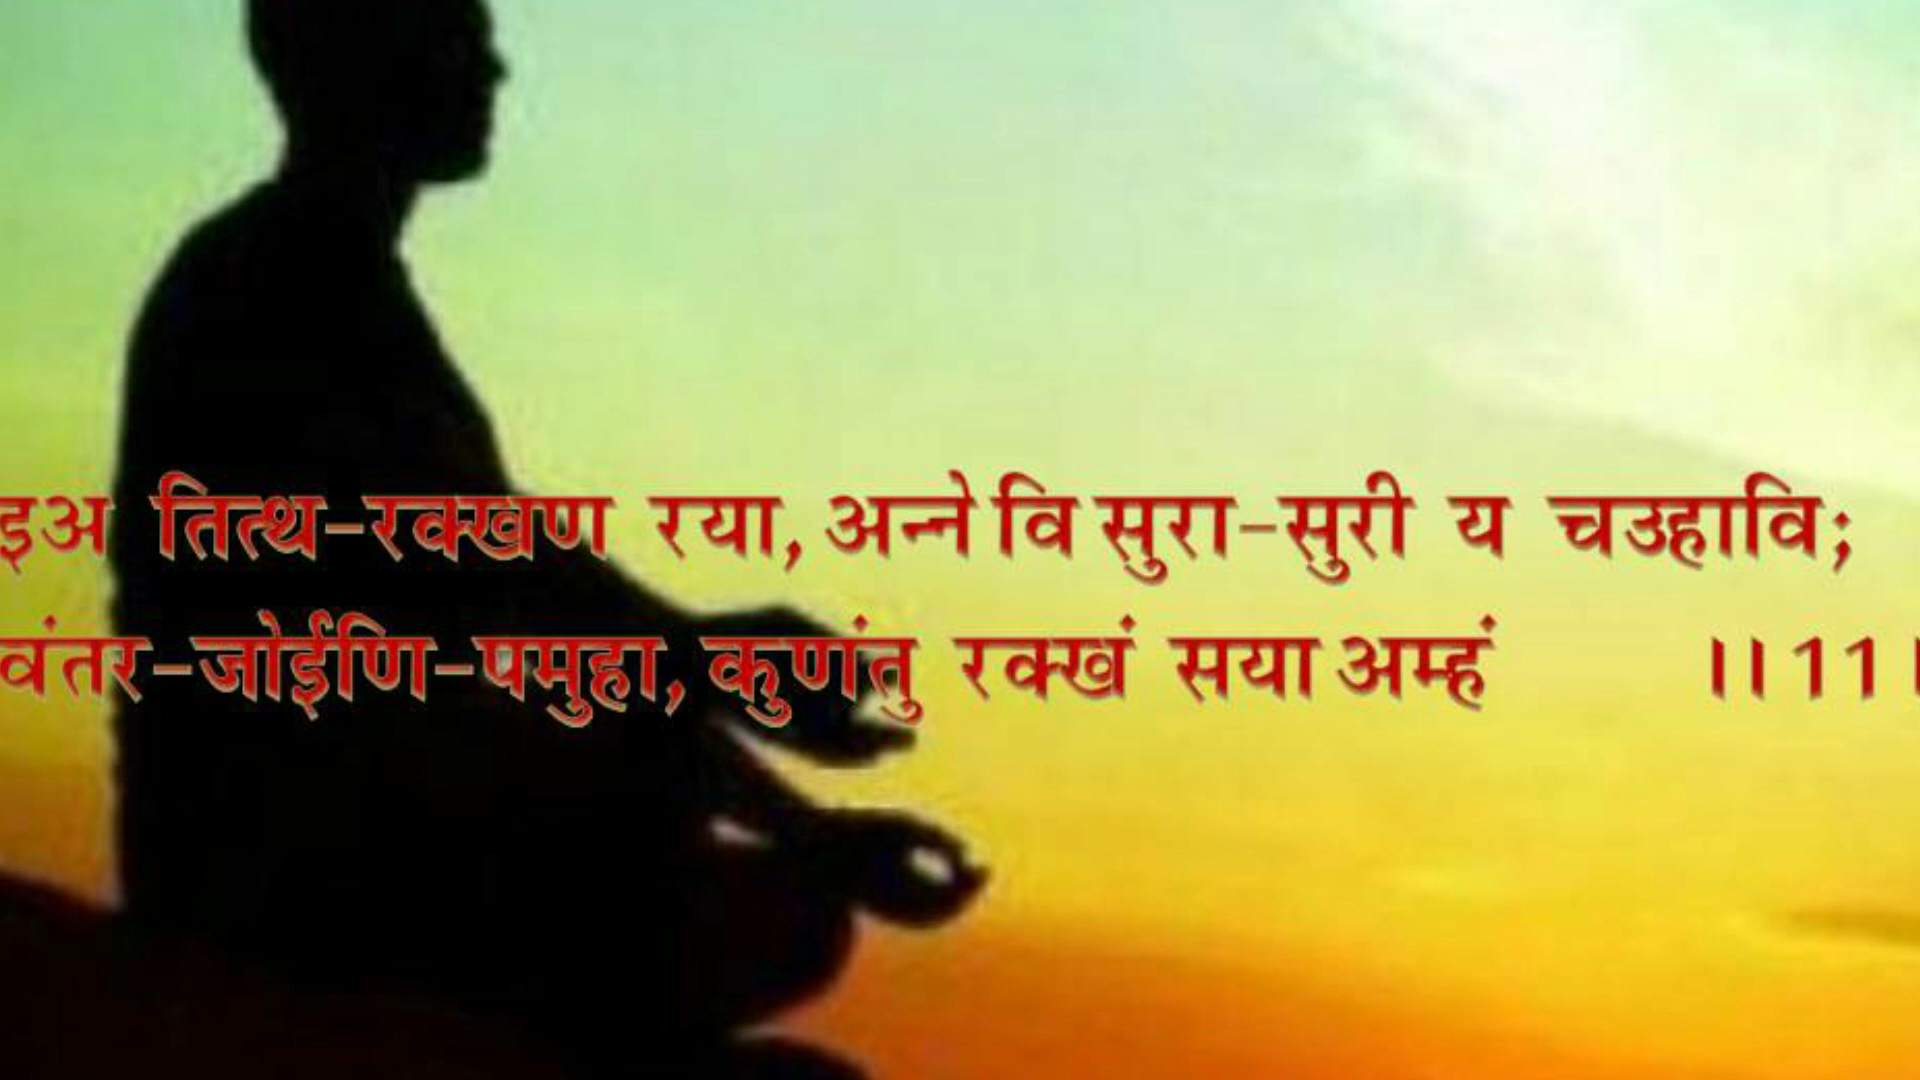 इअ तित्थ-रक्खण रया, अन्ने वि सुरा-सुरी य चउहावि;
वंतर-जोईणि-पमुहा, कुणंतु रक्खं सया अम्हं ।।11।